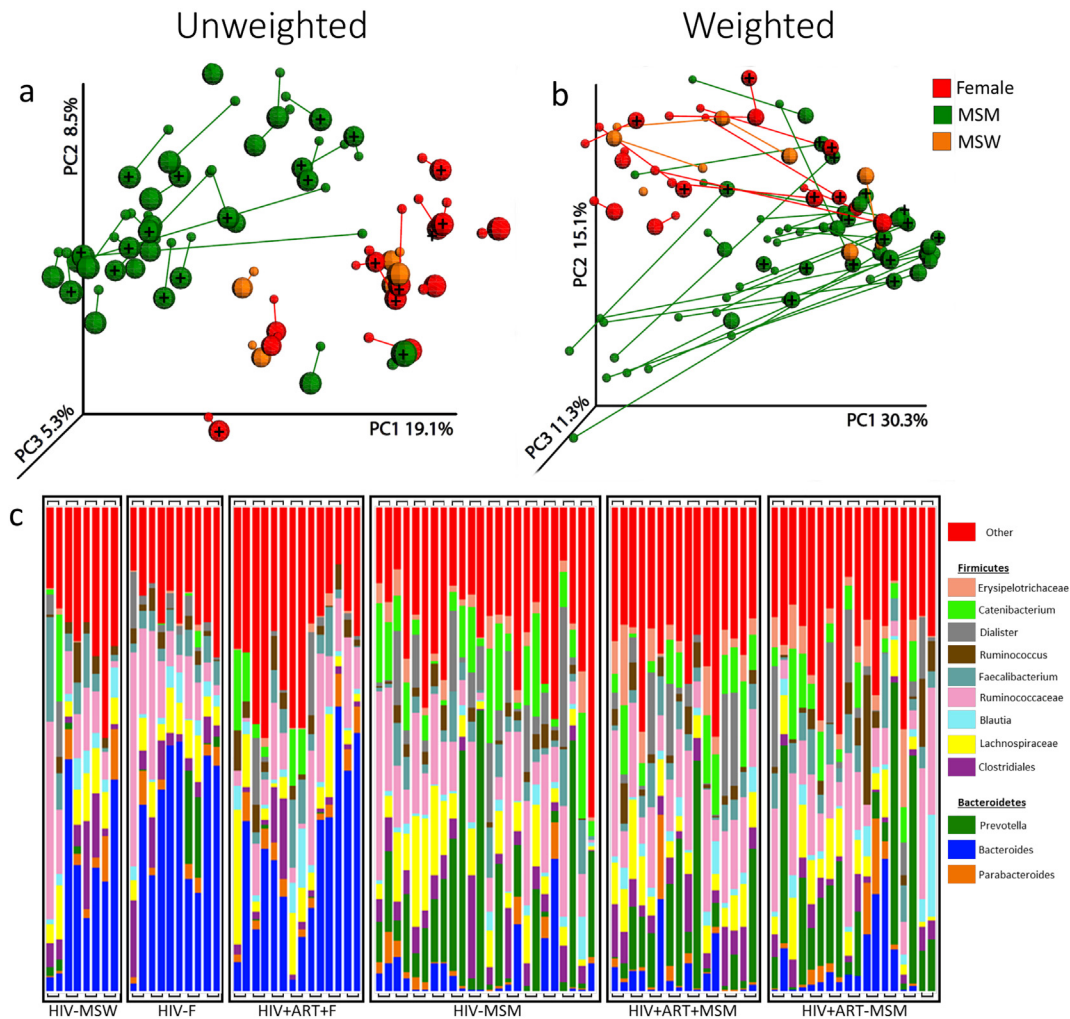 Unweighted
Weighted
a
PC2 8.5%
PC3 5.3%
PC1 19.1%
b
PC2 15.1%
PC3 11.3%
PC1 30.3%
Female
MSM
MSW
c
HIV-MSW
HIV-F
HIV+ART+F
HIV-MSM
HIV+ART+MSM
HIV+ART-MSM
Other
Firmicutes
Erysipelotrichaceae
Catenibacterium
Dialister
Ruminococcus
Faecalibacterium
Ruminococcaceae
Blautia
Lachnospiraceae
Clostridiales
Bacteroidetes
Prevotella
Bacteroides
Parabacteroides